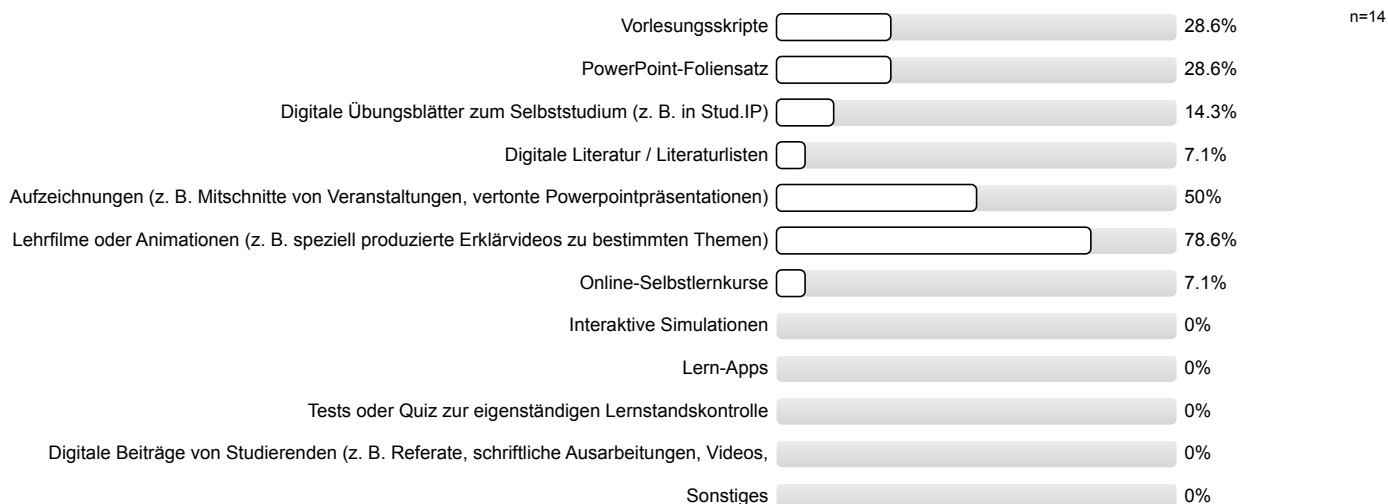 n=14
Vorlesungsskripte 28.6%
PowerPoint-Foliensatz 28.6%
Digitale Übungsblätter zum Selbststudium (z. B. in Stud.IP) 14.3%
Digitale Literatur / Literaturlisten 7.1%
Aufzeichnungen (z. B. Mitschnitte von Veranstaltungen, vertonte Powerpointpräsentationen) 50%
Lehrfilme oder Animationen (z. B. speziell produzierte Erklärvideos zu bestimmten Themen) 78.6%
Online-Selbstlernkurse 7.1%
Interaktive Simulationen 0%
Lern-Apps 0%
Tests oder Quiz zur eigenständigen Lernstandskontrolle 0%
Digitale Beiträge von Studierenden (z. B. Referate, schriftliche Ausarbeitungen, Videos, 0%
Sonstiges 0%